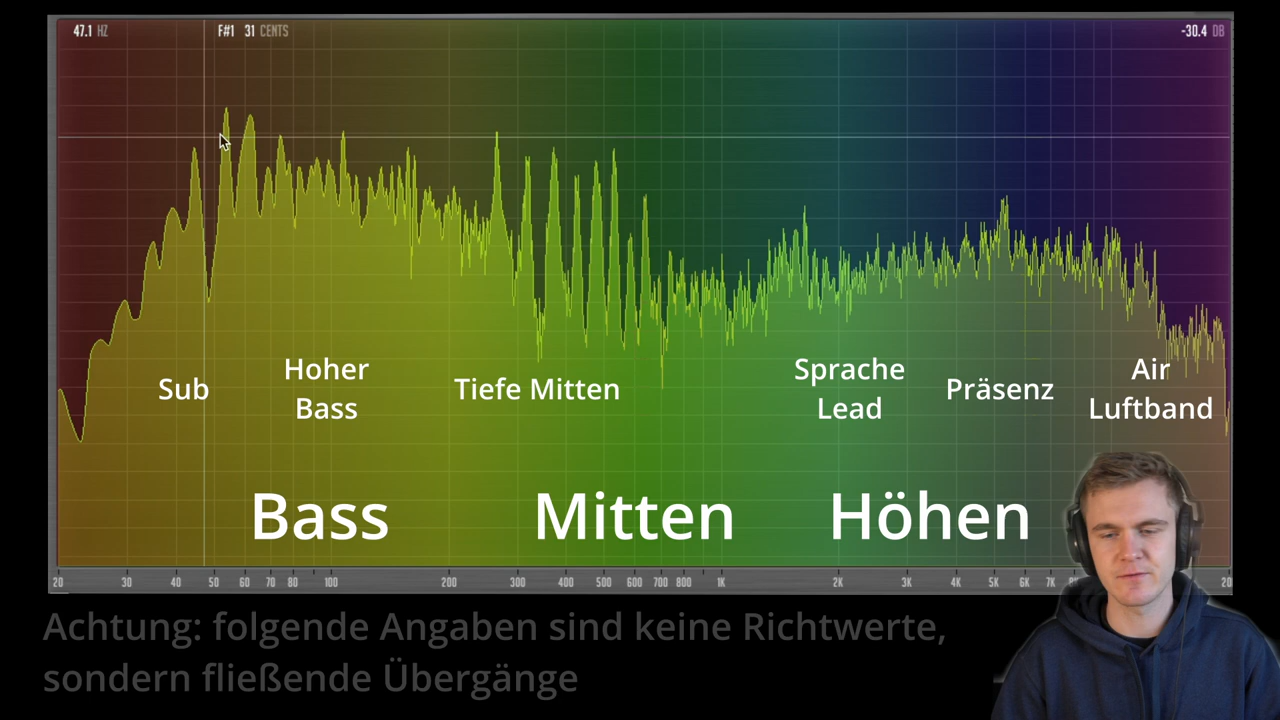 47.1 HZ F#1 31 CENTS -30.4 DB
Sub
Hoher
Bass
Tiefe Mitten
Sprache
Lead
Präsenz
Air
Luftband
Bass Mitten Höhen
20 30 40 50 60 70 80 100 200 300 400 500 600 700 800 1K 2K 3K 4K 5K 6K 7K
Achtung: folgende Angaben sind keine Richtwerte,
sondern fließende Übergänge